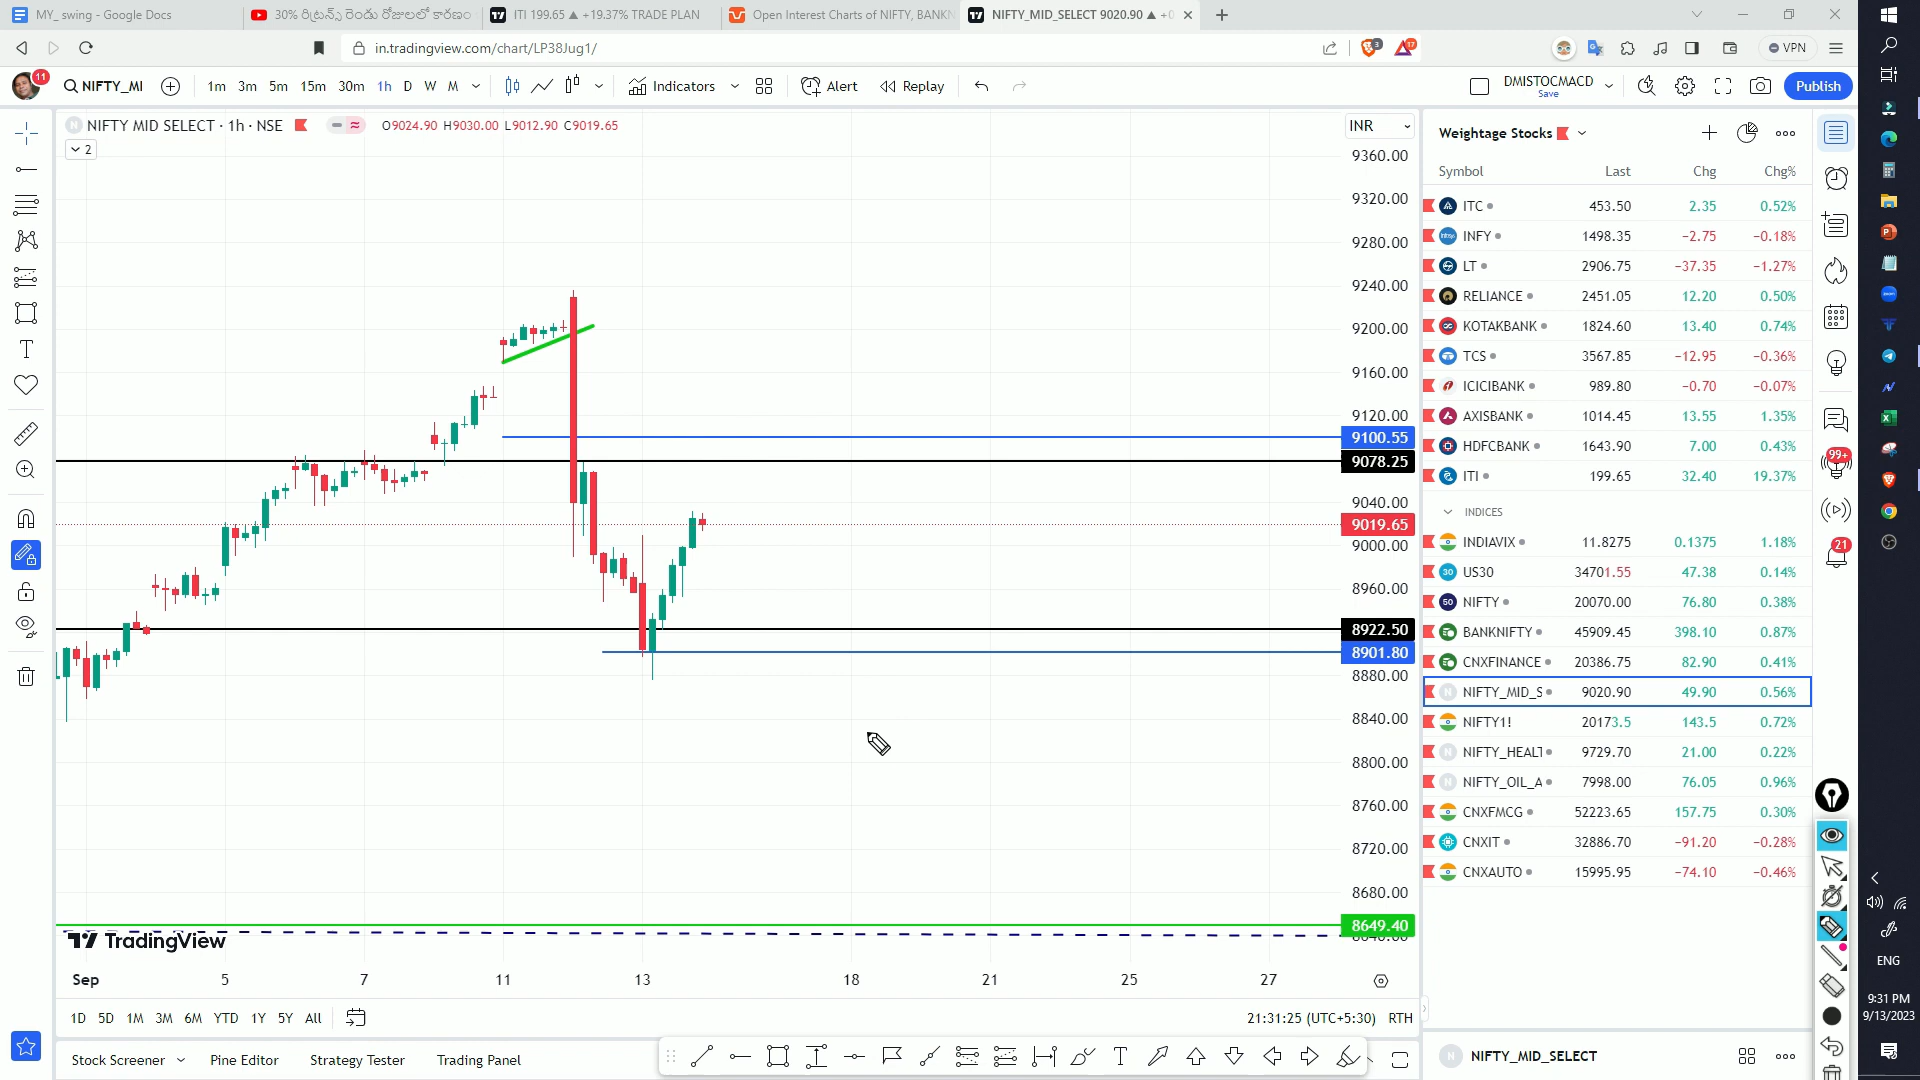 MY_ swing - Google Docs
30% రిటర్న్స్ రెండు రోజులలో కారణం
ITI 199.65 ▲ +19.37% TRADE PLAN
Open Interest Charts of NIFTY, BANKN
NIFTY_MID_SELECT 9020.90 ▲ +0
in.tradingview.com/chart/LP38Jug1/
3
17
VPN
11
NIFTY_MI
1m 3m 5m 15m 30m 1h D W M
Indicators
Alert
Replay
DMISTOCMACD
Save
Publish
NIFTY MID SELECT · 1h · NSE
O9024.90 H9030.00 L9012.90 C9019.65
2
INR
9360.00
9320.00
9280.00
9240.00
9200.00
9160.00
9120.00
9100.55
9078.25
9040.00
9019.65
9000.00
8960.00
8922.50
8901.80
8880.00
8840.00
8800.00
8760.00
8720.00
8680.00
8649.40
TradingView
Sep 5 7 11 13 18 21 25 27
1D 5D 1M 3M 6M YTD 1Y 5Y All
21:31:25 (UTC+5:30) RTH
Stock Screener
Pine Editor
Strategy Tester
Trading Panel
Weightage Stocks
Symbol Last Chg Chg%
ITC 453.50 2.35 0.52%
INFY 1498.35 −2.75 −0.18%
LT 2906.75 −37.35 −1.27%
RELIANCE 2451.05 12.20 0.50%
KOTAKBANK 1824.60 13.40 0.74%
TCS 3567.85 −12.95 −0.36%
ICICIBANK 989.80 −0.70 −0.07%
AXISBANK 1014.45 13.55 1.35%
HDFCBANK 1643.90 7.00 0.43%
ITI 199.65 32.40 19.37%
INDICES
INDIAVIX 11.8275 0.1375 1.18%
30 US30 34701.55 47.38 0.14%
50 NIFTY 20070.00 76.80 0.38%
BANKNIFTY 45909.45 398.10 0.87%
CNXFINANCE 20386.75 82.90 0.41%
N NIFTY_MID_S 9020.90 49.90 0.56%
NIFTY1! 20173.5 143.5 0.72%
N NIFTY_HEAL 9729.70 21.00 0.22%
N NIFTY_OIL_A 7998.00 76.05 0.96%
CNXFMCG 52223.65 157.75 0.30%
CNXIT 32886.70 −91.20 −0.28%
CNXAUTO 15995.95 −74.10 −0.46%
N NIFTY_MID_SELECT
99+
21
ENG
9:31 PM
9/13/2023